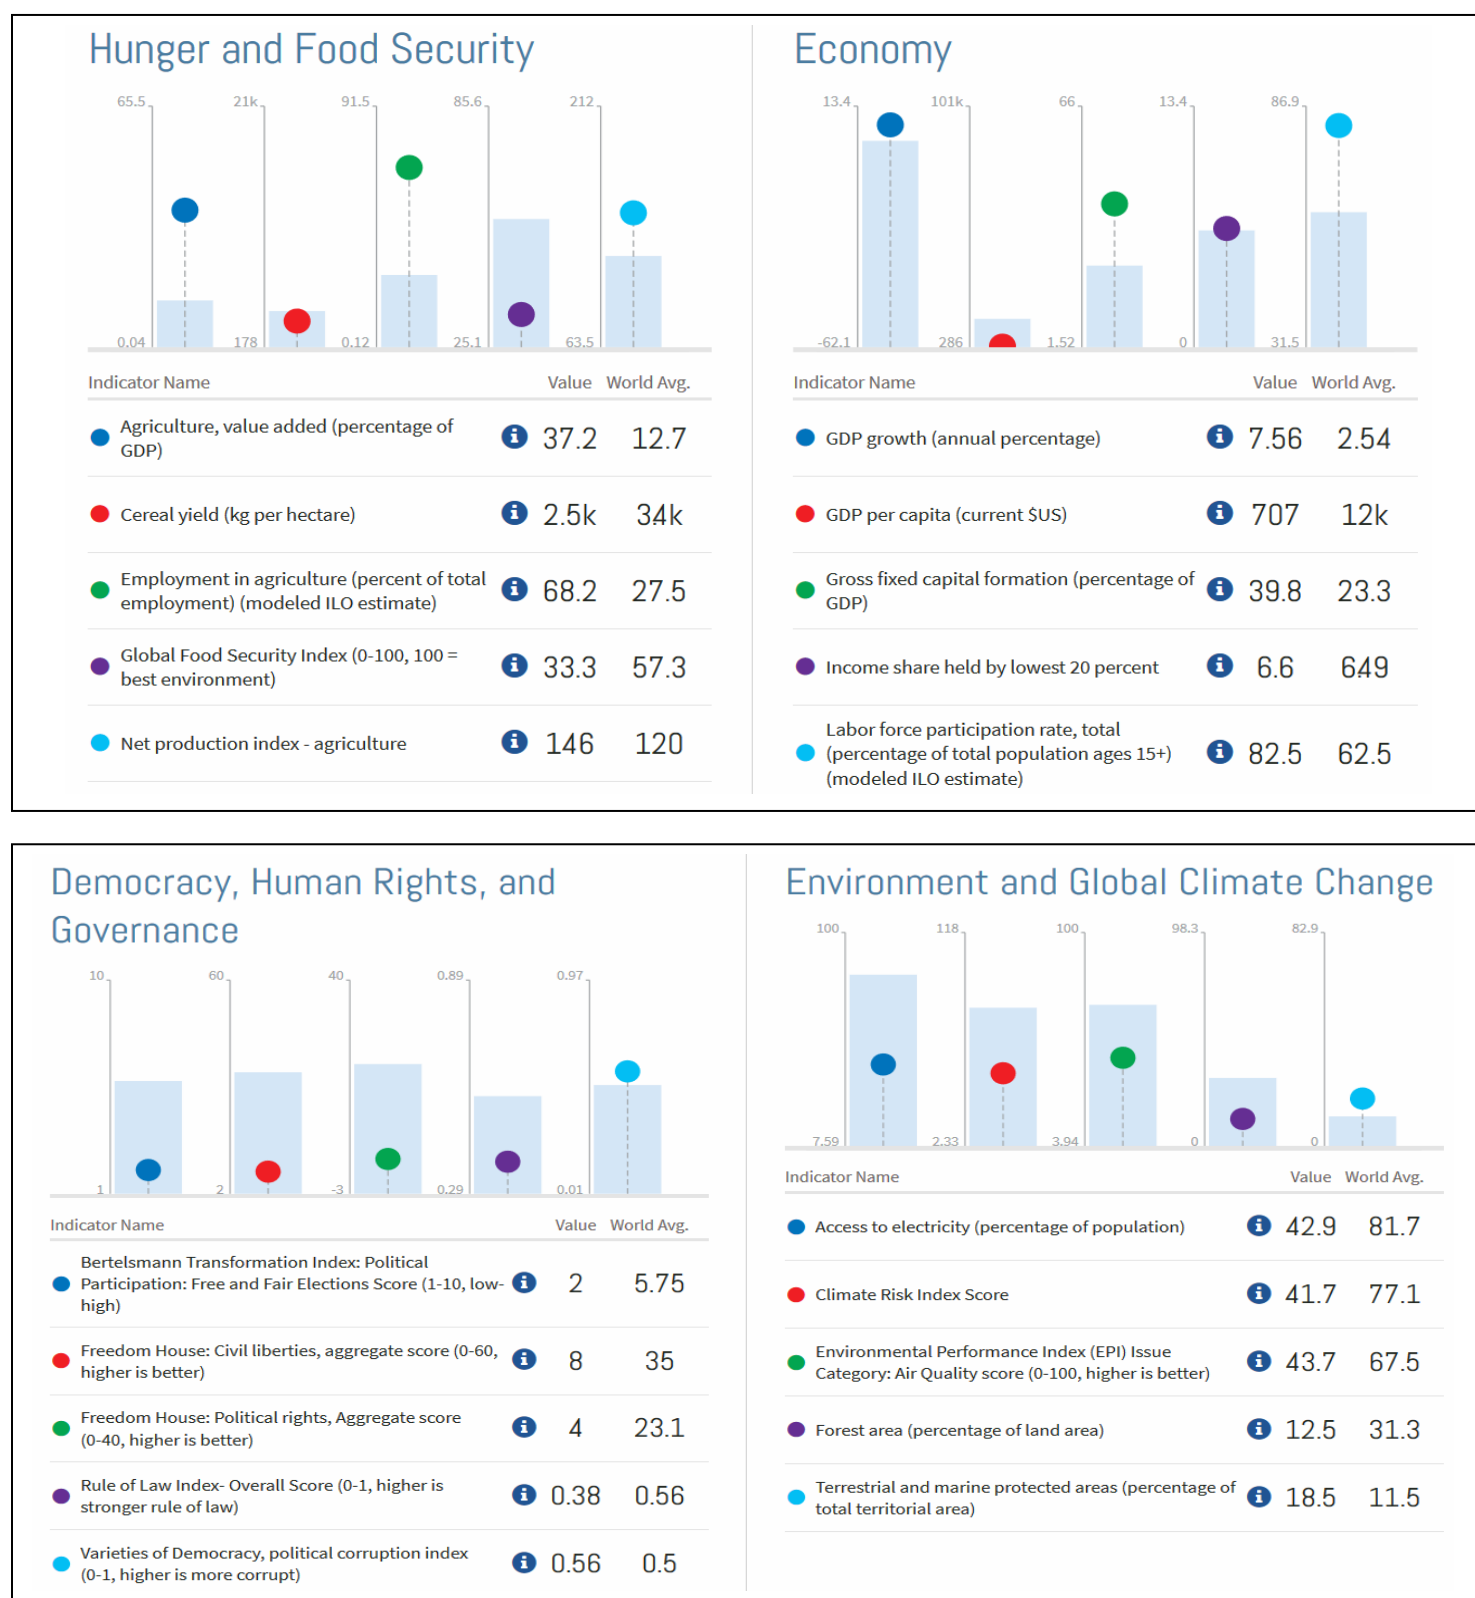 Hunger and Food Security
65.5
21k
91.5
85.6
212
0.04
178
0.12
25.1
63.5
Indicator Name Value World Avg.
Agriculture, value added (percentage of
GDP)
i 37.2 12.7
Cereal yield (kg per hectare) i 2.5k 34k
Employment in agriculture (percent of total
employment) (modeled ILO estimate)
i 68.2 27.5
Global Food Security Index (0-100, 100 =
best environment)
i 33.3 57.3
Net production index - agriculture i 146 120
Economy
13.4
101k
66
13.4
86.9
-62.1
286
1.52
0
31.5
Indicator Name Value World Avg.
GDP growth (annual percentage) i 7.56 2.54
GDP per capita (current $US) i 707 12k
Gross fixed capital formation (percentage of
GDP)
i 39.8 23.3
Income share held by lowest 20 percent i 6.6 649
Labor force participation rate, total
(percentage of total population ages 15+)
(modeled ILO estimate)
i 82.5 62.5
Democracy, Human Rights, and
Governance
10
60
40
0.89
0.97
1
2
-3
0.29
0.01
Indicator Name Value World Avg.
Bertelsmann Transformation Index: Political
Participation: Free and Fair Elections Score (1-10, low-
high)
i 2 5.75
Freedom House: Civil liberties, aggregate score (0-60,
higher is better)
i 8 35
Freedom House: Political rights, Aggregate score
(0-40, higher is better)
i 4 23.1
Rule of Law Index- Overall Score (0-1, higher is
stronger rule of law)
i 0.38 0.56
Varieties of Democracy, political corruption index
(0-1, higher is more corrupt)
i 0.56 0.5
Environment and Global Climate Change
100
118
100
98.3
82.9
7.59
2.33
3.94
0
0
Indicator Name Value World Avg.
Access to electricity (percentage of population) i 42.9 81.7
Climate Risk Index Score i 41.7 77.1
Environmental Performance Index (EPI) Issue
Category: Air Quality score (0-100, higher is better)
i 43.7 67.5
Forest area (percentage of land area) i 12.5 31.3
Terrestrial and marine protected areas (percentage of
total territorial area)
i 18.5 11.5